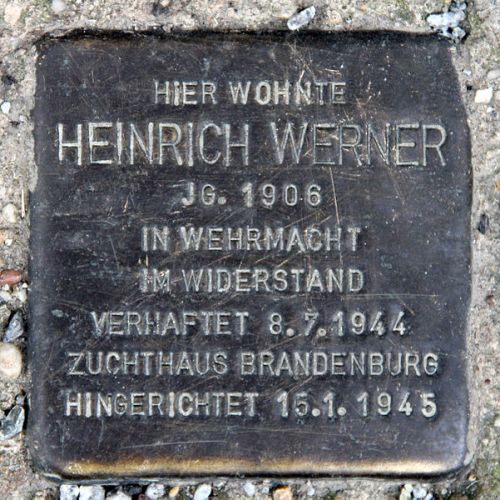 HIER WOHNTE
HEINRICH WERNER
JG. 1906
IN WEHRMACHT
IM WIDERSTAND
VERHAFTET 8.7.1944
ZUCHTHAUS BRANDENBURG
HINGERICHTET 15.1.1945